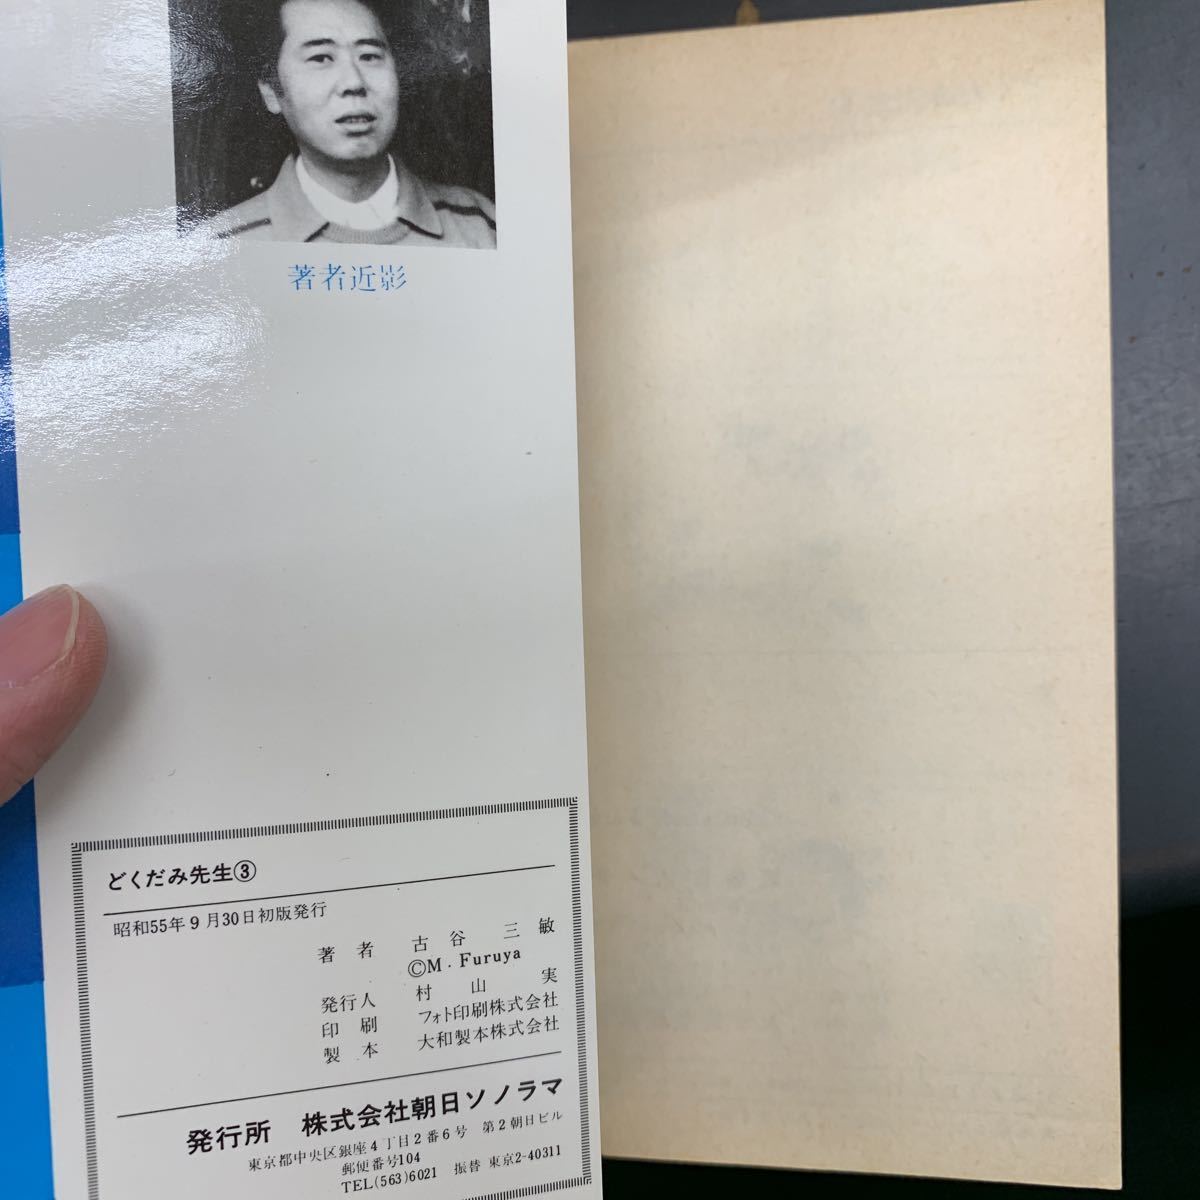 著者近影
どくだみ先生③
昭和55年9月30日初版発行
著者 古谷三敏
©M. Furuya
発行人 村山実
印刷 フォト印刷株式会社
製本 大和製本株式会社
発行所 株式会社朝日ソノラマ
東京都中央区銀座4丁目2番6号 第2朝日ビル
郵便番号104
TEL(563)6021 振替 東京2-40311